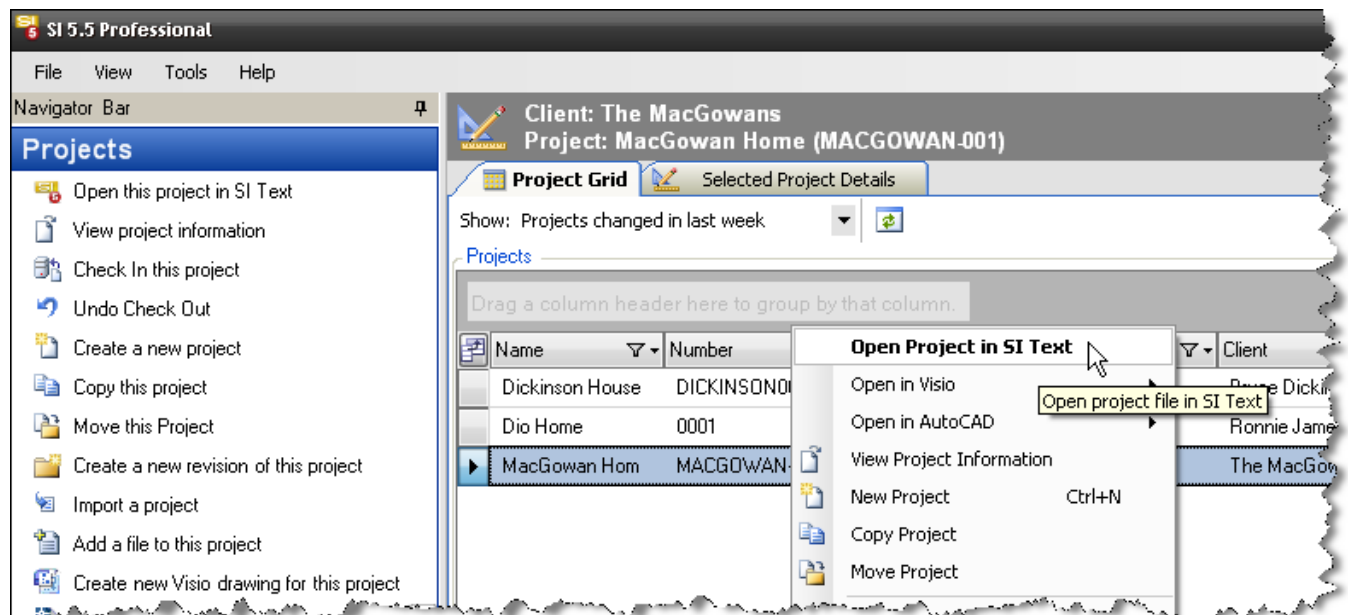 SI 5.5 Professional
File View Tools Help
Navigator Bar
Projects
Open this project in SI Text
View project information
Check In this project
Undo Check Out
Create a new project
Copy this project
Move this Project
Create a new revision of this project
Import a project
Add a file to this project
Create new Visio drawing for this project
Client: The MacGowans
Project: MacGowan Home (MACGOWAN-001)
Project Grid Selected Project Details
Show: Projects changed in last week
Projects
Drag a column header here to group by that column.
Name Number Client
Dickinson House DICKINSON0
Dio Home 0001 Ronnie Jame
MacGowan Hom MACGOWAN- The MacGow
Open Project in SI Text
Open in Visio
Open project file in SI Text
Open in AutoCAD
View Project Information
New Project Ctrl+N
Copy Project
Move Project